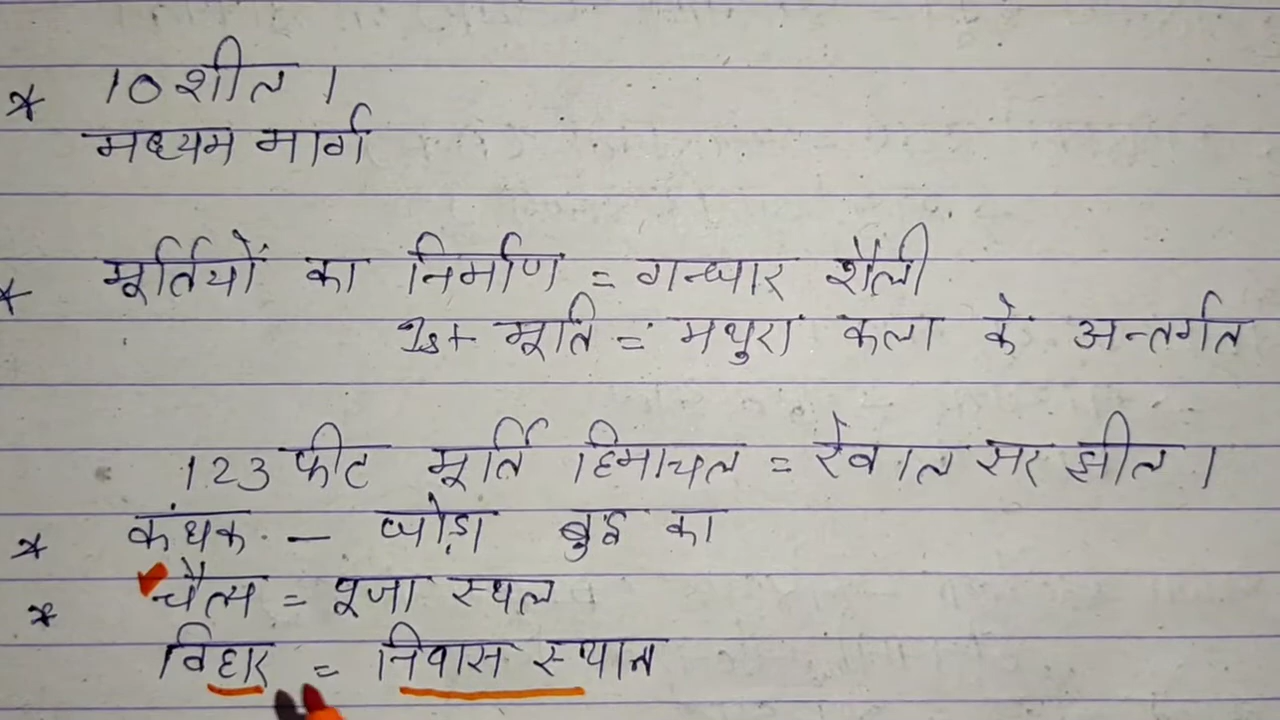 * 10 शील ।
मध्यम मार्ग
* मूर्तियों का निर्माण = गन्धार शैली
1st मूर्ति = मथुरा कला के अन्तर्गत
123 फीट मूर्ति हिमाचल = रेवाल सर झील ।
* कंथक - घोड़ा बुद्ध का
* चैत्य = पूजा स्थल
विहार = निवास स्थान